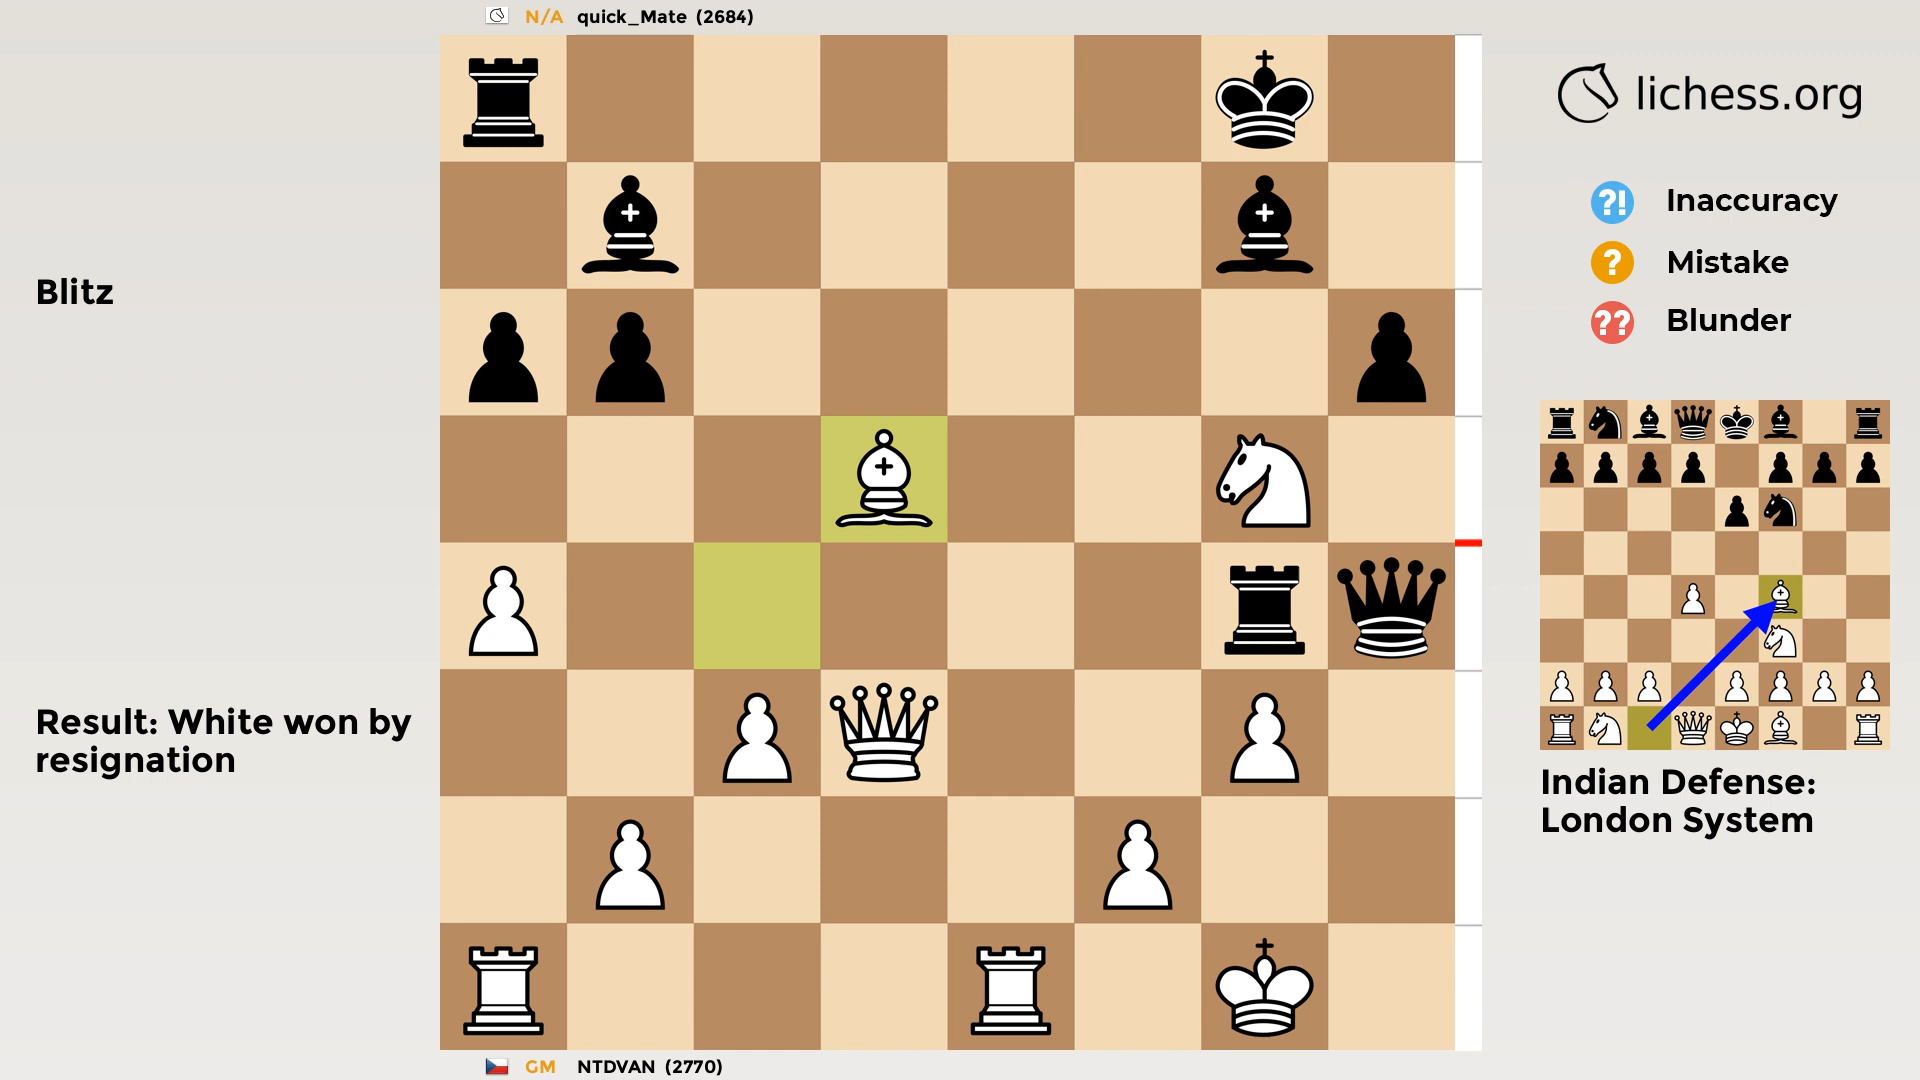 N/A quick_Mate (2684)
lichess.org
?! Inaccuracy
? Mistake
?? Blunder
Blitz
Result: White won by
resignation
Indian Defense:
London System
GM NTDVAN (2770)